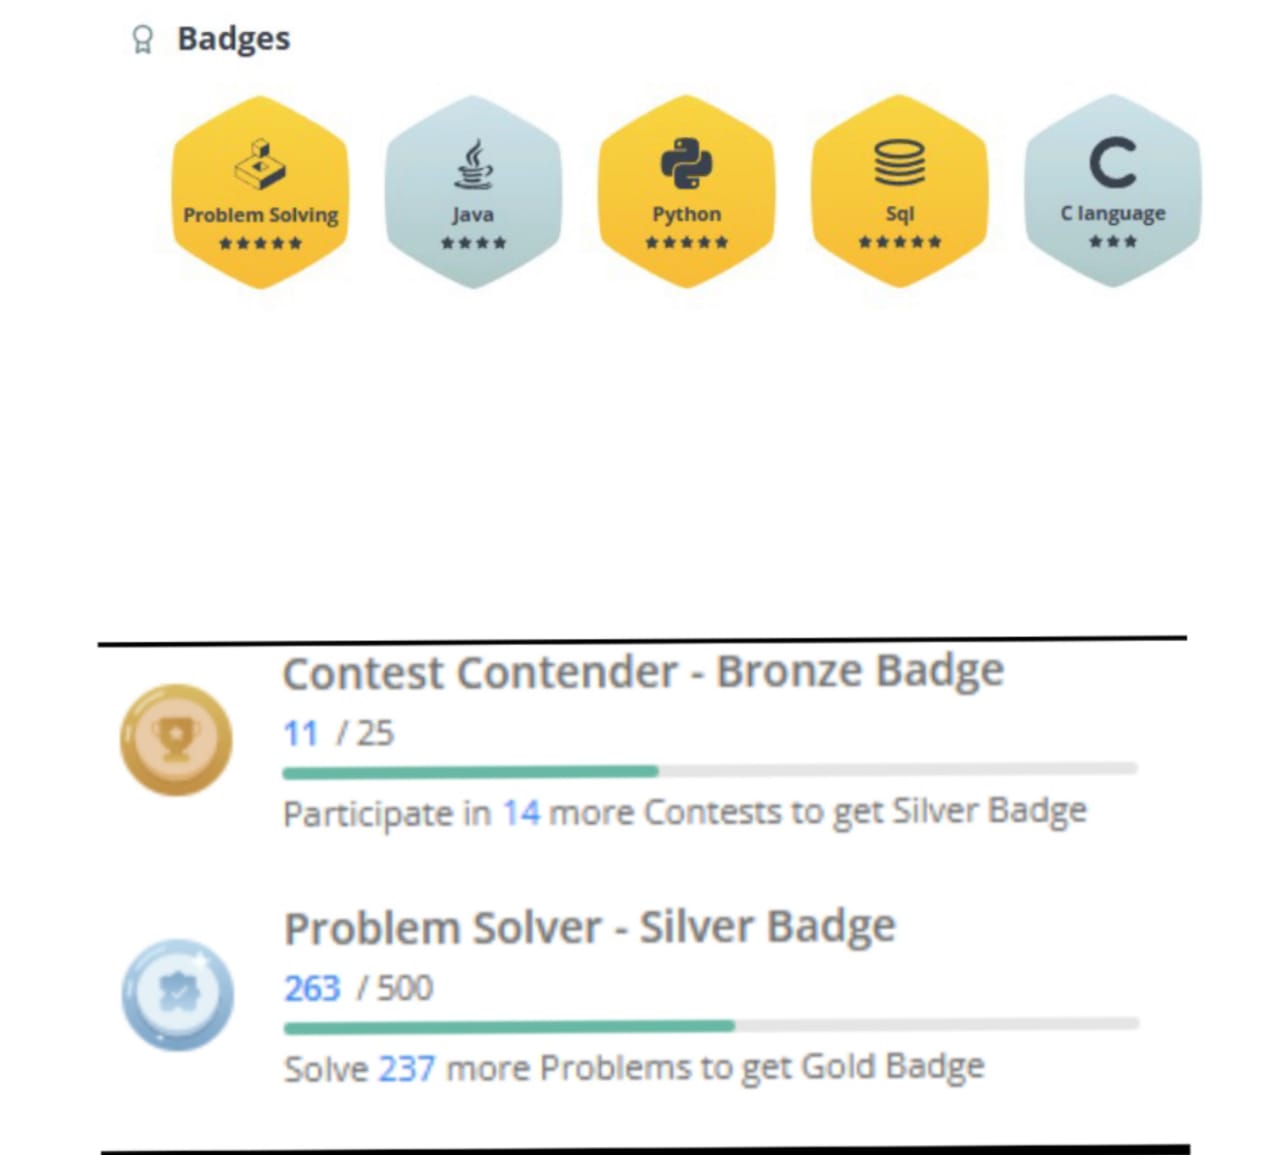 Badges
Problem Solving
Java
Python
Sql
C language
Contest Contender - Bronze Badge
11 / 25
Participate in 14 more Contests to get Silver Badge
Problem Solver - Silver Badge
263 / 500
Solve 237 more Problems to get Gold Badge